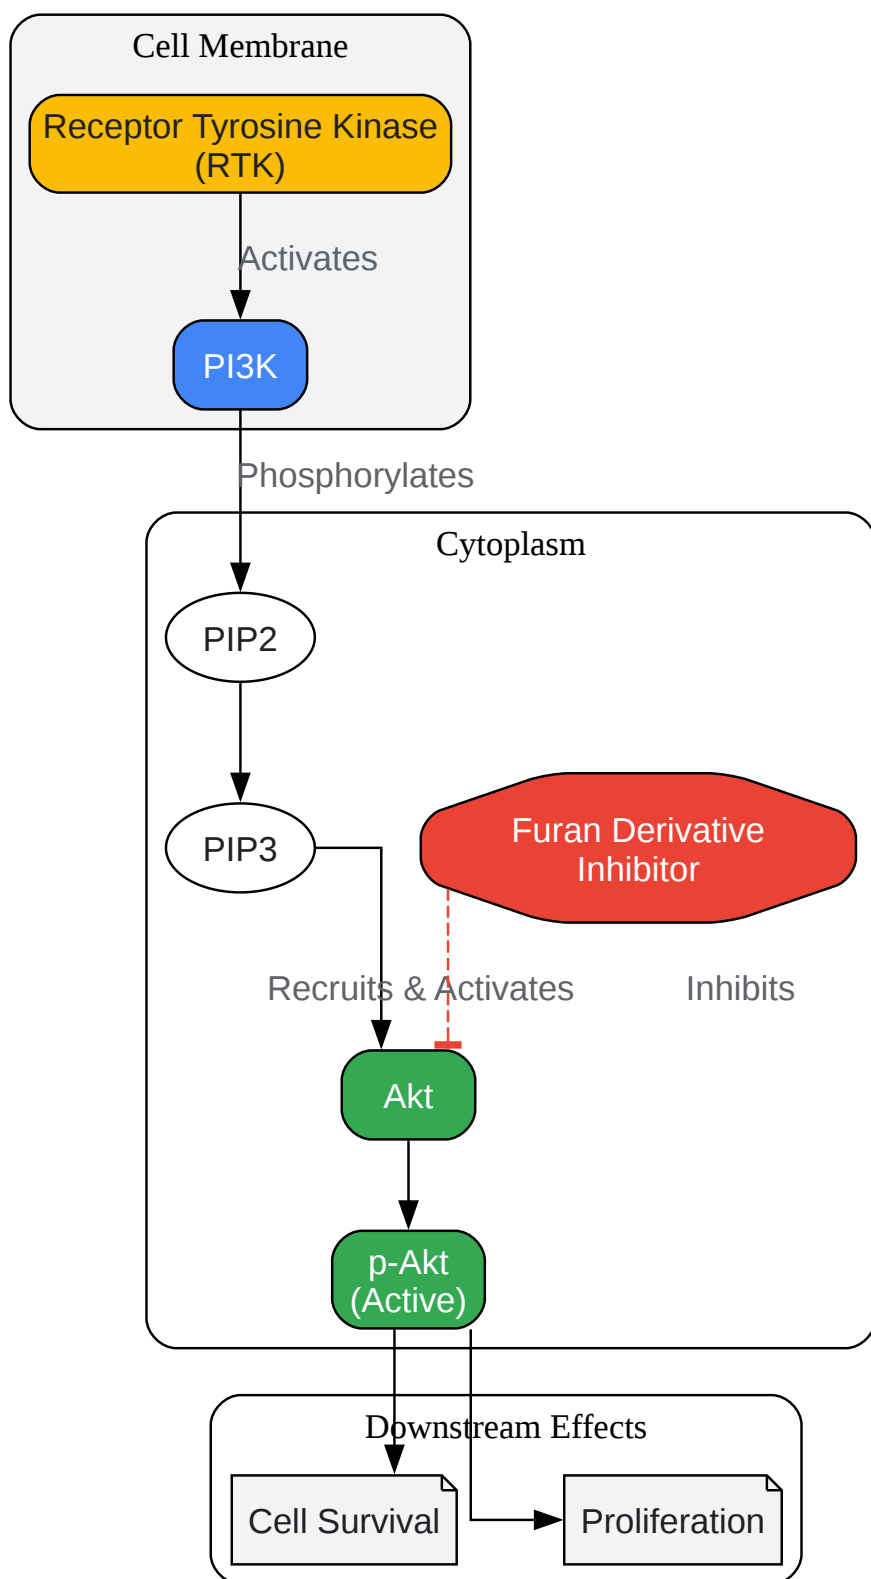 Cell Membrane
Receptor Tyrosine Kinase
(RTK)
Activates
PI3K
Phosphorylates
Cytoplasm
PIP2
PIP3
Furan Derivative
Inhibitor
Recruits & Activates
Inhibits
Akt
p-Akt
(Active)
Downstream Effects
Cell Survival
Proliferation